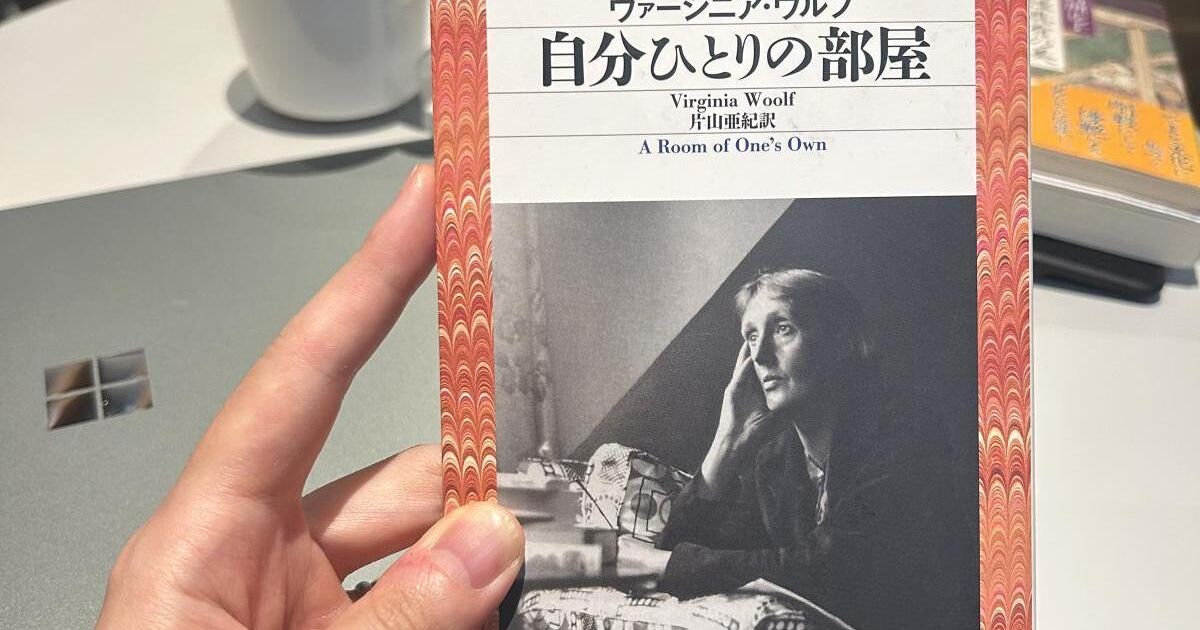 ヴァージニア・ウルフ
自分ひとりの部屋
Virginia Woolf
片山亜紀訳
A Room of One's Own